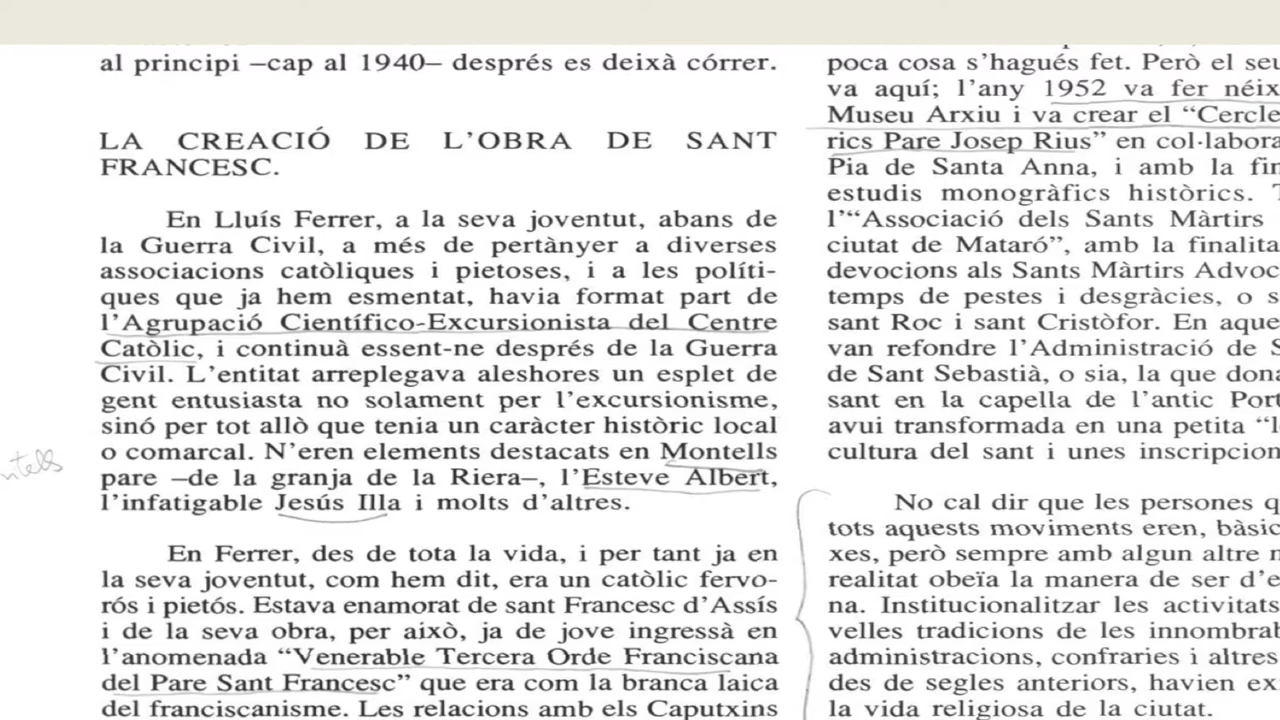 al principi –cap al 1940– després es deixà córrer.
LA CREACIÓ DE L’OBRA DE SANT
FRANCESC.
En Lluís Ferrer, a la seva joventut, abans de
la Guerra Civil, a més de pertànyer a diverses
associacions catòliques i pietoses, i a les políti-
ques que ja hem esmentat, havia format part de
l’Agrupació Científico-Excursionista del Centre
Catòlic, i continuà essent-ne després de la Guerra
Civil. L’entitat arreplegava aleshores un esplet de
gent entusiasta no solament per l’excursionisme,
sinó per tot allò que tenia un caràcter històric local
o comarcal. N’eren elements destacats en Montells
pare –de la granja de la Riera–, l’Esteve Albert,
l’infatigable Jesús Illa i molts d’altres.
En Ferrer, des de tota la vida, i per tant ja en
la seva joventut, com hem dit, era un catòlic fervo-
rós i pietós. Estava enamorat de sant Francesc d’Assís
i de la seva obra, per això, ja de jove ingressà en
l’anomenada “Venerable Tercera Orde Franciscana
del Pare Sant Francesc” que era com la branca laica
del franciscanisme. Les relacions amb els Caputxins
poca cosa s’hagués fet. Però el seu
va aquí; l’any 1952 va fer néix
Museu Arxiu i va crear el “Cercle
rics Pare Josep Rius” en col·labora
Pia de Santa Anna, i amb la fin
estudis monogràfics històrics. T
l’“Associació dels Sants Màrtirs
ciutat de Mataró”, amb la finalita
devocions als Sants Màrtirs Advoc
temps de pestes i desgràcies, o s
sant Roc i sant Cristòfor. En aque
van refondre l’Administració de S
de Sant Sebastià, o sia, la que dona
sant en la capella de l’antic Port
avui transformada en una petita “l
cultura del sant i unes inscripcion
No cal dir que les persones q
tots aquests moviments eren, bàsic
xes, però sempre amb algun altre n
realitat obeïa la manera de ser d’e
na. Institucionalitzar les activitats
velles tradicions de les innombrab
administracions, confraries i altres
des de segles anteriors, havien ex
la vida religiosa de la ciutat.